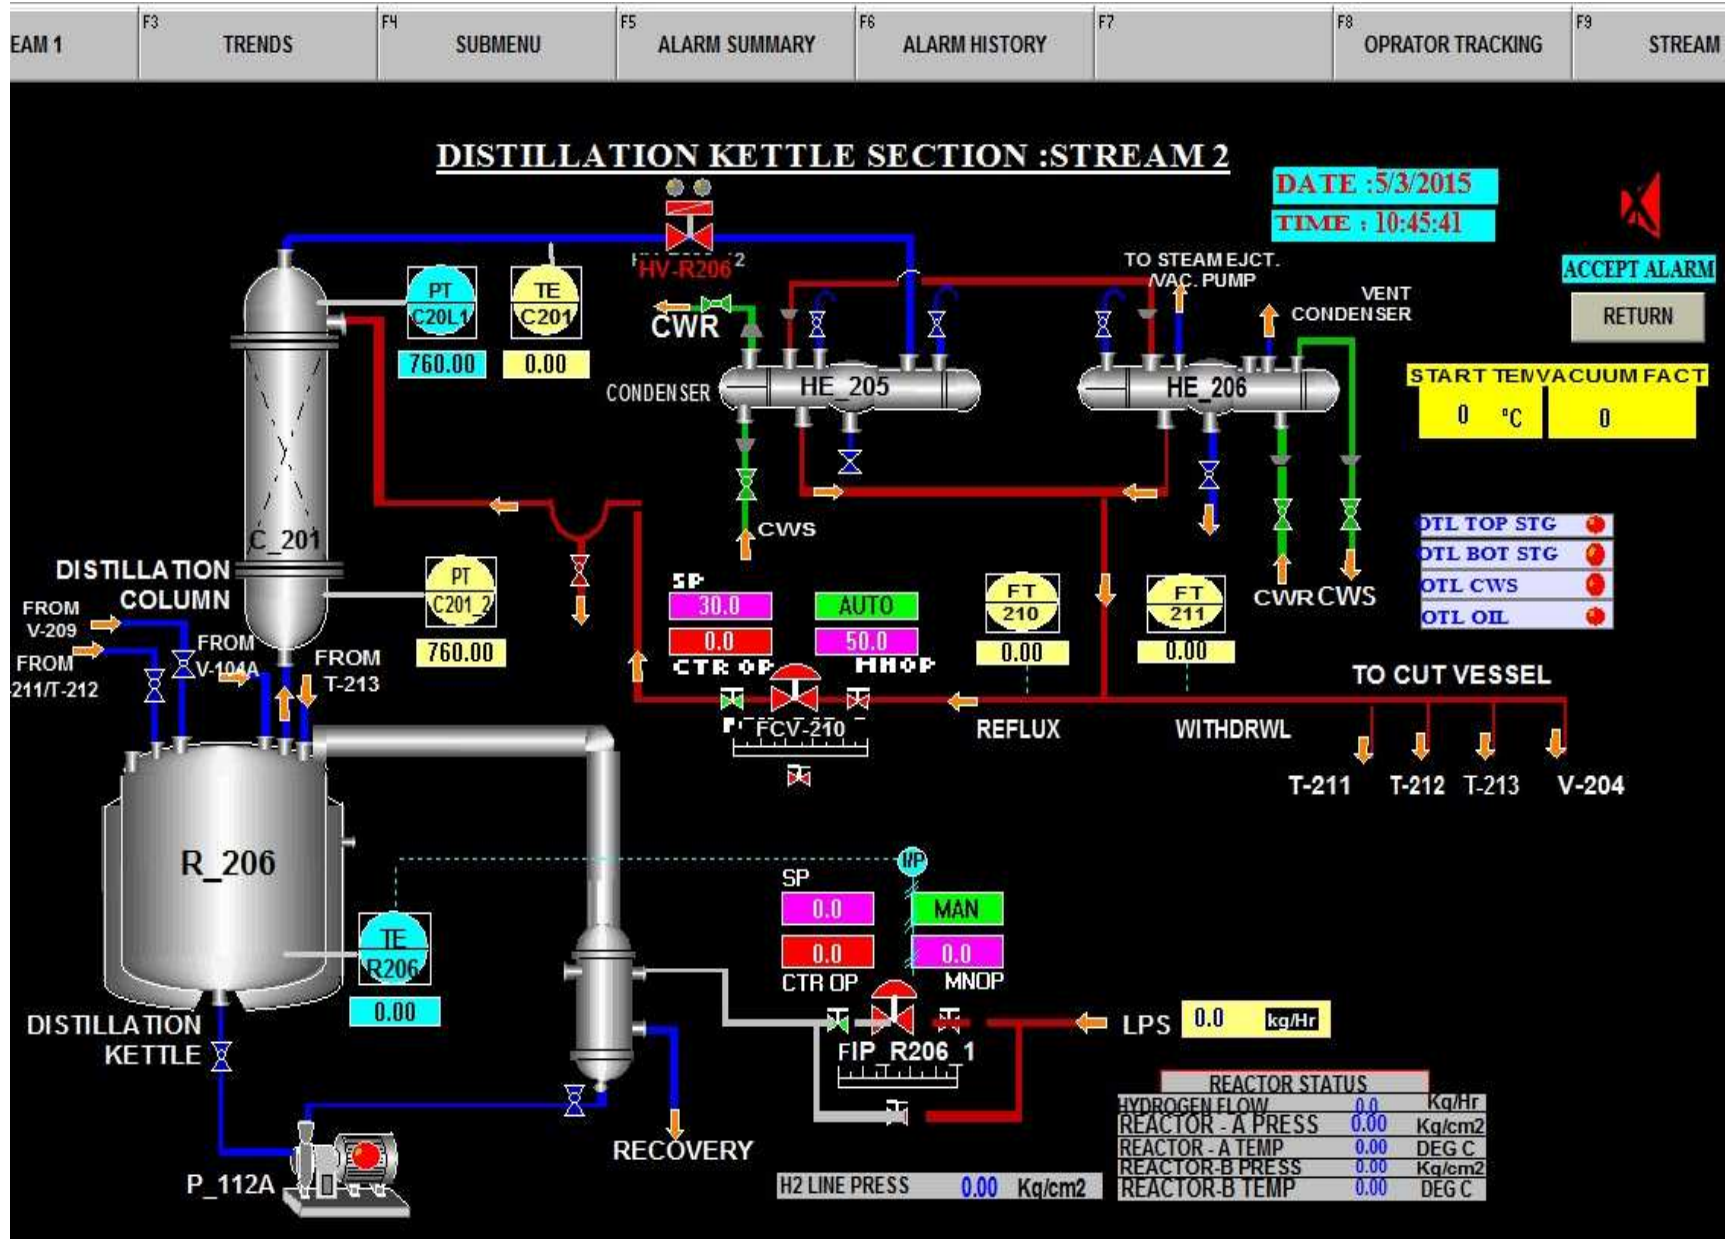 EAM 1
F3 TRENDS
F4 SUBMENU
F5 ALARM SUMMARY
F6 ALARM HISTORY
F7
F8 OPRATOR TRACKING
F9 STREAM
DISTILLATION KETTLE SECTION :STREAM 2
DATE :5/3/2015
TIME : 10:45:41
ACCEPT ALARM
RETURN
HV-R206
2
PT
C20L1
760.00
TE
C201
0.00
CWR
CONDENSER
HE_205
CWS
TO STEAM EJCT.
/VAC. PUMP
VENT
CONDENSER
HE_206
CWR
CWS
START TEM
VACUUM FACT
0 °C
0
OTL TOP STG
OTL BOT STG
OTL CWS
OTL OIL
C_201
DISTILLATION
COLUMN
PT
C201_2
760.00
FROM
V-209
FROM
-211/T-212
FROM
V-104A
FROM
T-213
SP
30.0
AUTO
0.0
50.0
CTR OP
MNOP
FCV-210
FT
210
0.00
FT
211
0.00
REFLUX
WITHDRWL
TO CUT VESSEL
T-211
T-212
T-213
V-204
R_206
TE
R206
0.00
I/P
SP
0.0
MAN
0.0
0.0
CTR OP
MNOP
FIP_R206_1
LPS
0.0 kg/Hr
DISTILLATION
KETTLE
P_112A
RECOVERY
H2 LINE PRESS 0.00 Kg/cm2
REACTOR STATUS
HYDROGEN FLOW 0.0 Kg/Hr
REACTOR - A PRESS 0.00 Kg/cm2
REACTOR - A TEMP 0.00 DEG C
REACTOR-B PRESS 0.00 Kg/cm2
REACTOR-B TEMP 0.00 DEG C